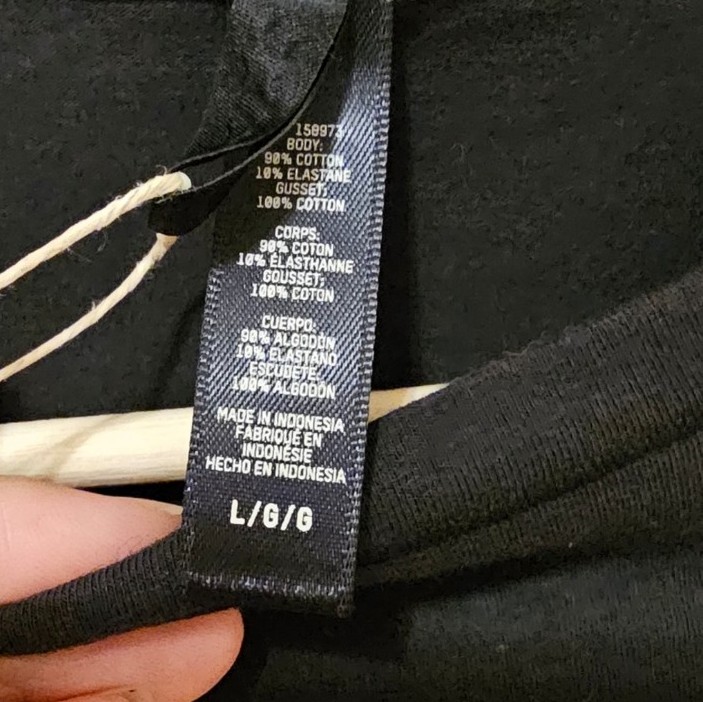 158973
BODY:
90% COTTON
10% ELASTANE
GUSSET:
100% COTTON
CORPS:
90% COTON
10% ÉLASTHANNE
GOUSSET:
100% COTON
CUERPO:
90% ALGODÓN
10% ELASTANO
ESCUDETE:
100% ALGODÓN
MADE IN INDONESIA
FABRIQUÉ EN
INDONÉSIE
HECHO EN INDONESIA
L/G/G